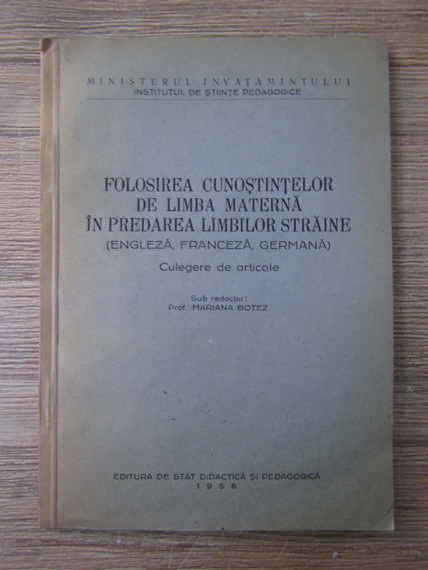 MINISTERUL INVATAMINTULUI
INSTITUTUL DE ȘTIINȚE PEDAGOGICE
FOLOSIREA CUNOȘTINȚELOR
DE LIMBA MATERNĂ
ÎN PREDAREA LIMBILOR STRĂINE
(ENGLEZĂ, FRANCEZĂ, GERMANĂ)
Culegere de articole
Sub redacția:
Prof. MARIANA BOTEZ
EDITURA DE STAT DIDACTICĂ ȘI PEDAGOGICĂ
1956